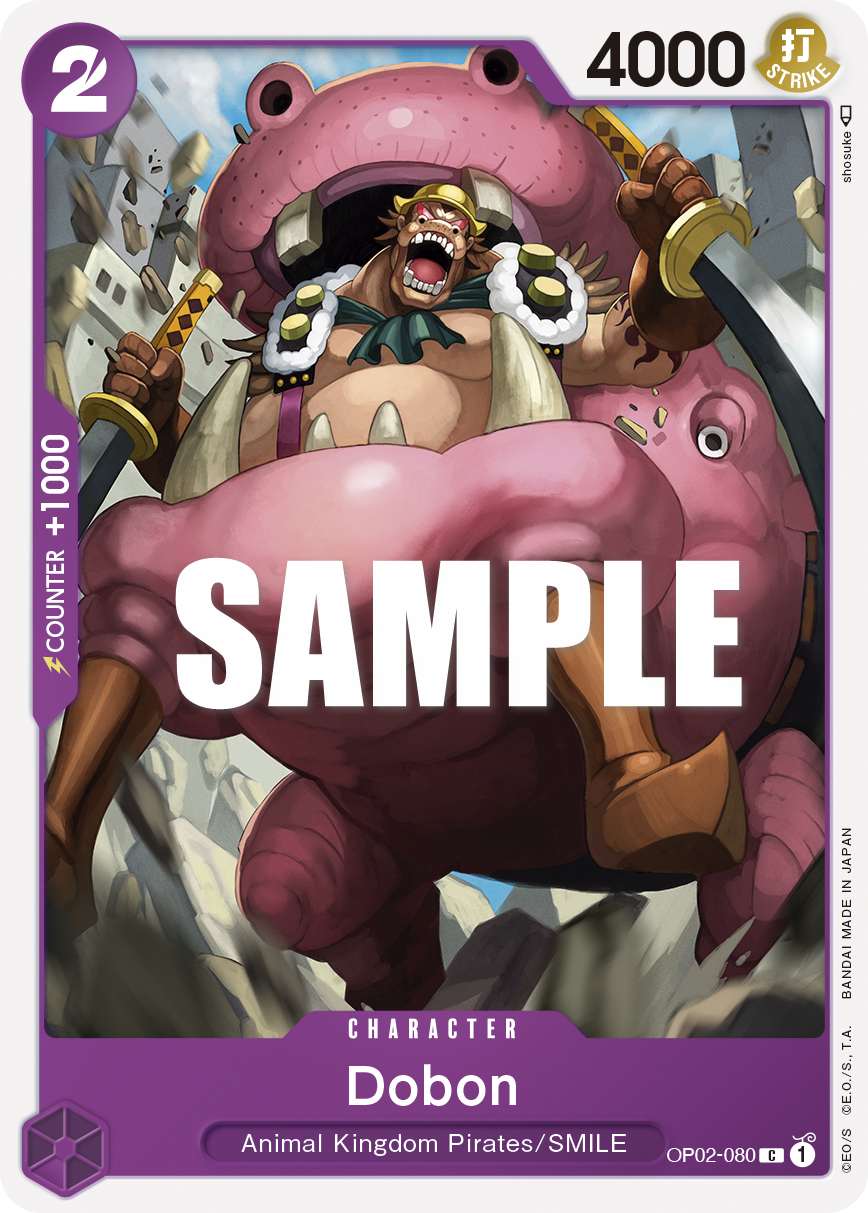 2
4000
打
STRIKE
shosuke
COUNTER +1000
SAMPLE
CHARACTER
Dobon
Animal Kingdom Pirates/SMILE
OP02-080 C 1
©EO/S ©E.O./S., T.A. BANDAI MADE IN JAPAN